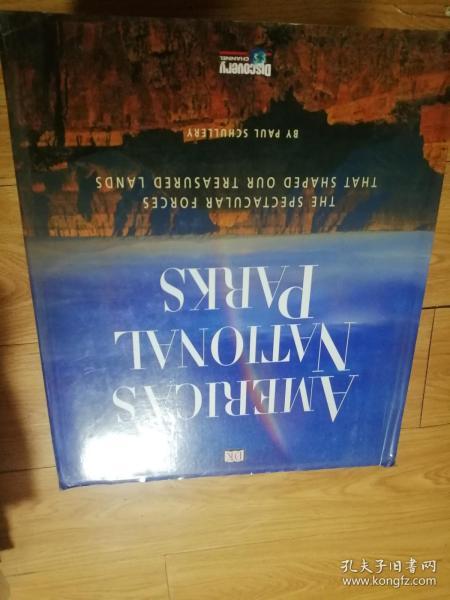 DK
AMERICA'S
NATIONAL
PARKS
THE SPECTACULAR FORCES
THAT SHAPED OUR TREASURED LANDS
BY PAUL SCHULLERY
Discovery
CHANNEL
孔夫子旧书网
www.kongfz.com